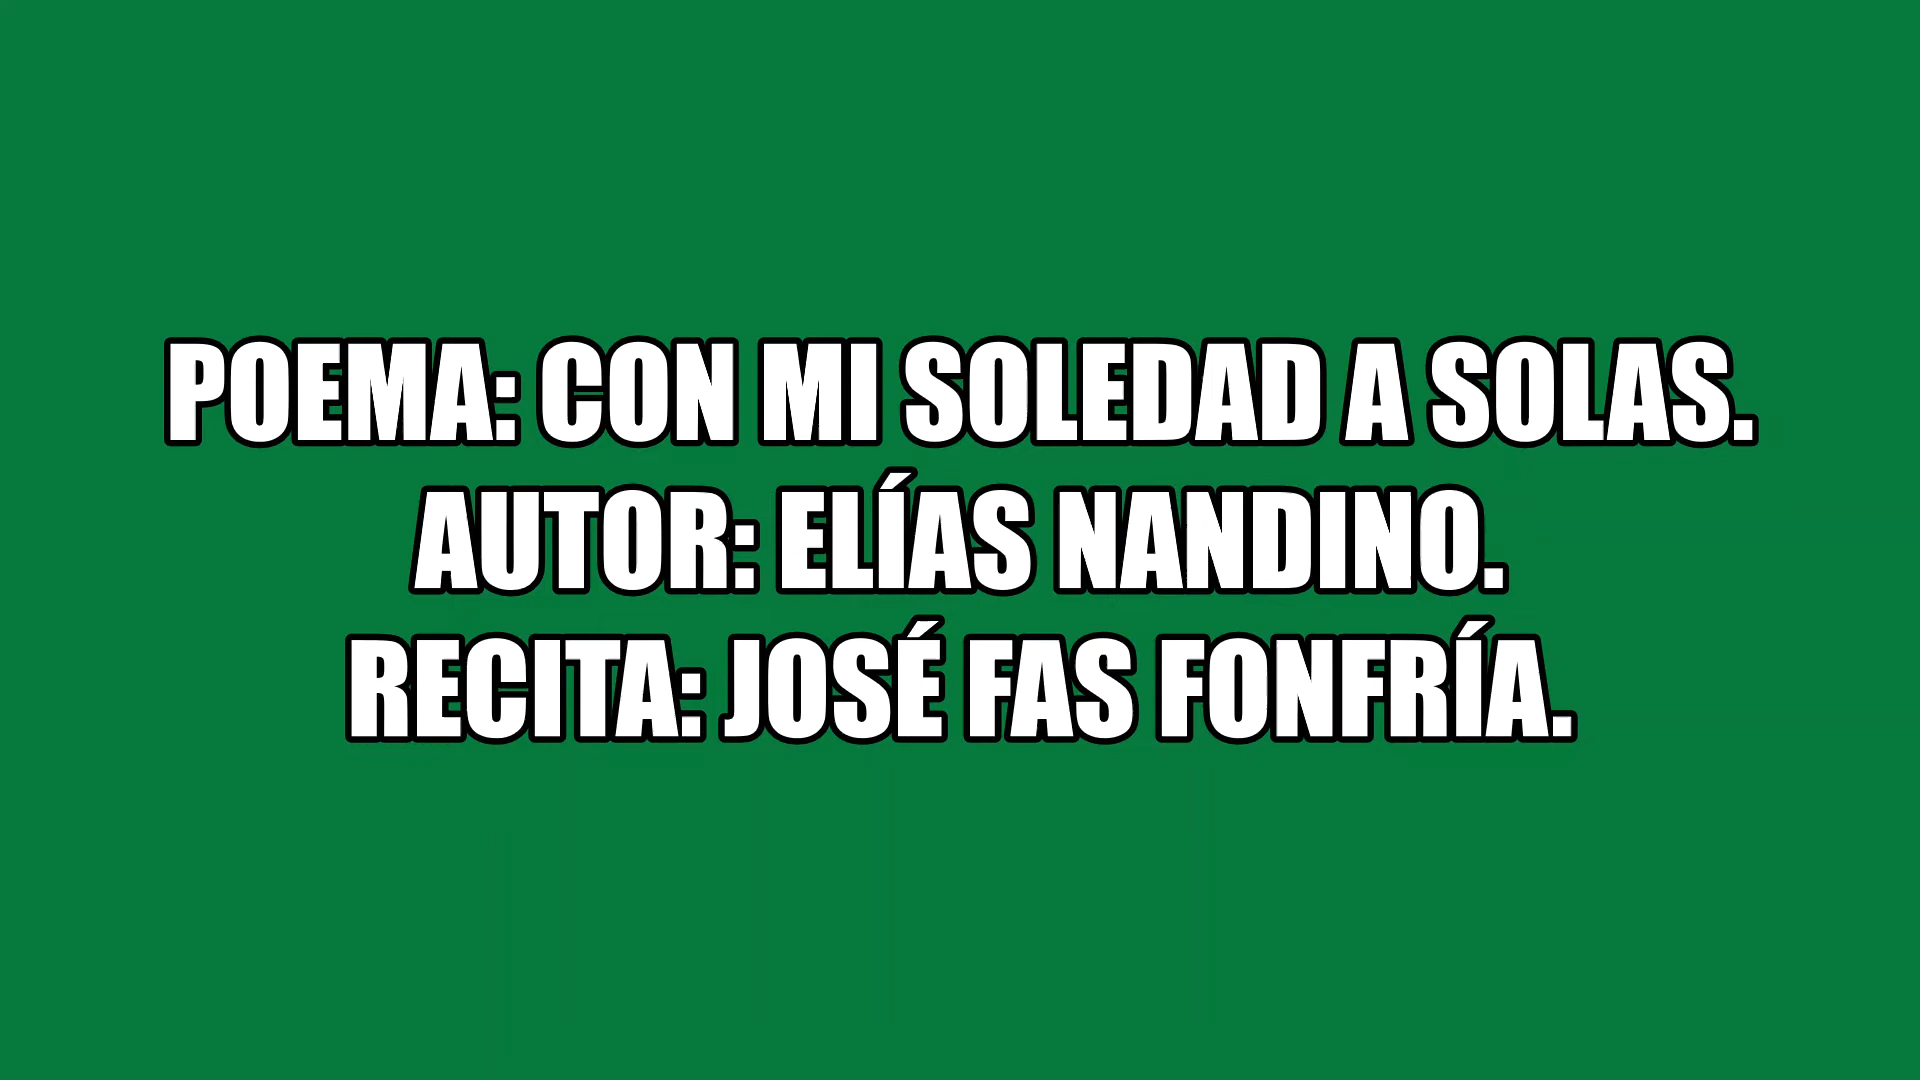 POEMA: CON MI SOLEDAD A SOLAS.
AUTOR: ELÍAS NANDINO.
RECITA: JOSÉ FAS FONFRÍA.